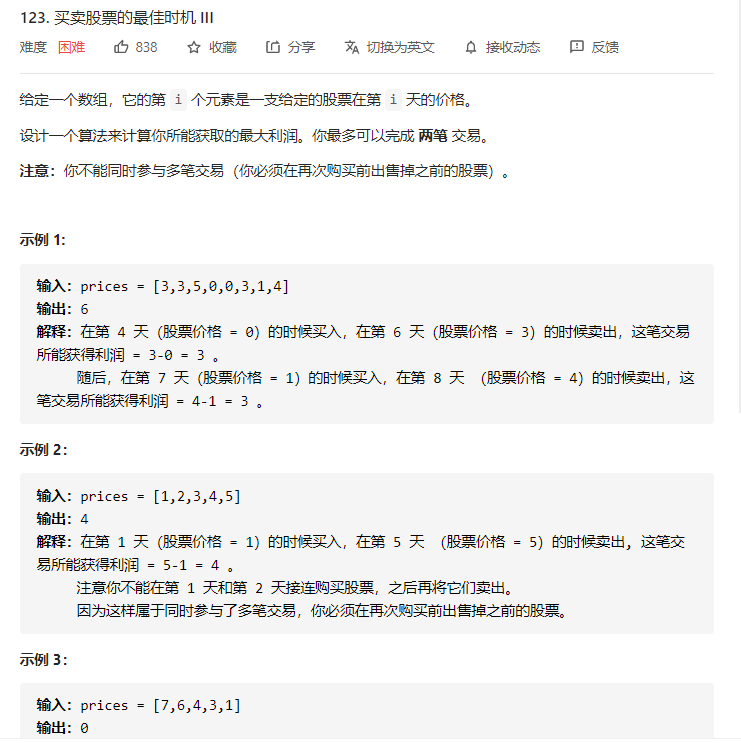 123. 买卖股票的最佳时机 III
难度 困难 838 收藏 分享 切换为英文 接收动态 反馈
给定一个数组，它的第 i 个元素是一支给定的股票在第 i 天的价格。
设计一个算法来计算你所能获取的最大利润。你最多可以完成 两笔 交易。
注意：你不能同时参与多笔交易（你必须在再次购买前出售掉之前的股票）。
示例 1:
输入：prices = [3,3,5,0,0,3,1,4]
输出：6
解释：在第 4 天（股票价格 = 0）的时候买入，在第 6 天（股票价格 = 3）的时候卖出，这笔交易
所能获得利润 = 3-0 = 3 。
随后，在第 7 天（股票价格 = 1）的时候买入，在第 8 天 （股票价格 = 4）的时候卖出，这
笔交易所能获得利润 = 4-1 = 3 。
示例 2：
输入：prices = [1,2,3,4,5]
输出：4
解释：在第 1 天（股票价格 = 1）的时候买入，在第 5 天 （股票价格 = 5）的时候卖出, 这笔交
易所能获得利润 = 5-1 = 4 。
注意你不能在第 1 天和第 2 天接连购买股票，之后再将它们卖出。
因为这样属于同时参与了多笔交易，你必须在再次购买前出售掉之前的股票。
示例 3：
输入：prices = [7,6,4,3,1]
输出：0